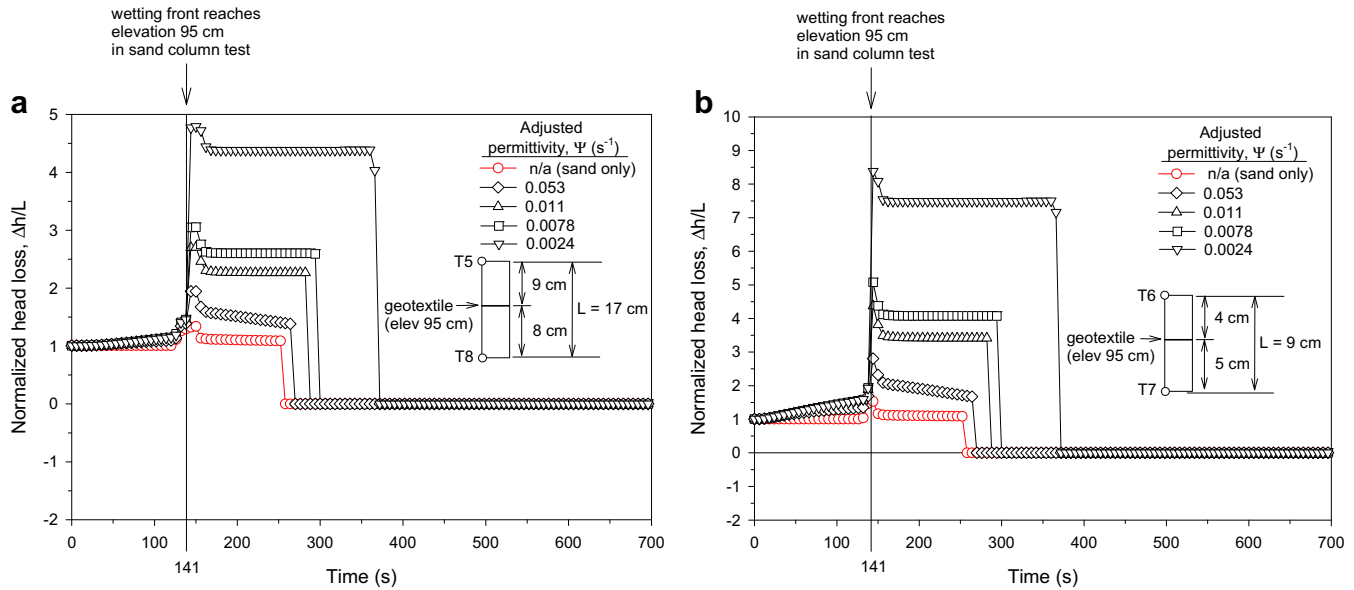 wetting front reaches
elevation 95 cm
in sand column test
a
5
4
3
2
1
0
-1
-2
Normalized head loss, Δh/L
0
100
200
300
400
500
600
700
141
Time (s)
Adjusted
permittivity, Ψ (s⁻¹)
n/a (sand only)
0.053
0.011
0.0078
0.0024
T5
9 cm
geotextile
(elev 95 cm)
L = 17 cm
8 cm
T8
wetting front reaches
elevation 95 cm
in sand column test
b
10
9
8
7
6
5
4
3
2
1
0
-1
-2
Normalized head loss, Δh/L
0
100
200
300
400
500
600
700
141
Time (s)
Adjusted
permittivity, Ψ (s⁻¹)
n/a (sand only)
0.053
0.011
0.0078
0.0024
T6
4 cm
geotextile
(elev 95 cm)
L = 9 cm
5 cm
T7